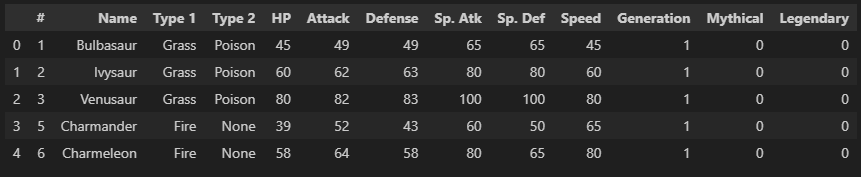 # Name Type 1 Type 2 HP Attack Defense Sp. Atk Sp. Def Speed Generation Mythical Legendary
0 1 Bulbasaur Grass Poison 45 49 49 65 65 45 1 0 0
1 2 Ivysaur Grass Poison 60 62 63 80 80 60 1 0 0
2 3 Venusaur Grass Poison 80 82 83 100 100 80 1 0 0
3 5 Charmander Fire None 39 52 43 60 50 65 1 0 0
4 6 Charmeleon Fire None 58 64 58 80 65 80 1 0 0